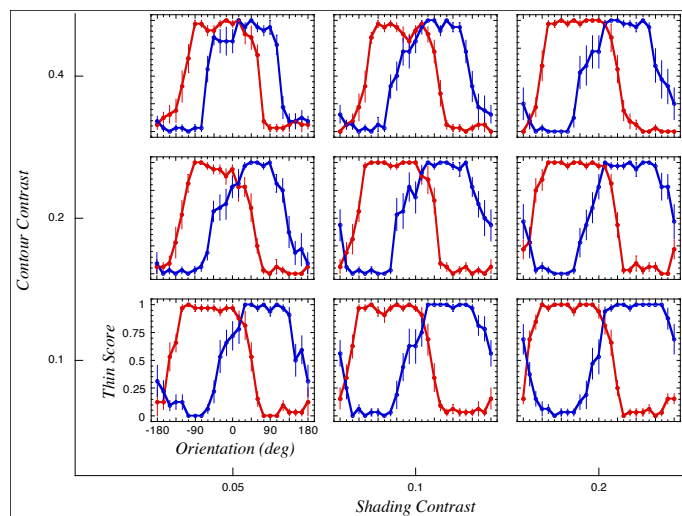 0.4
0.2
0.1
Contour Contrast
1
0.75
0.5
0.25
0
Thin Score
-180 -90 0 90 180
Orientation (deg)
0.05 0.1 0.2
Shading Contrast